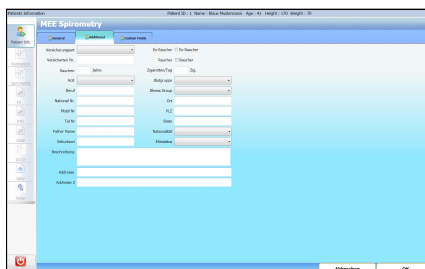 Patients Information
Patient ID : 1 Name : Klaus Mustermann Age : 41 Height : 170 Weight : 70
MEE Spirometry
General Additional Custom Fields
Patient Info
Versicherungsart Ex-Raucher Ex-Raucher
Versicherten Nr. Raucher Raucher
Rauchen Jahre Zigaretten/Tag Zig.
Arzt Blutgruppe
Beruf Ethnic Group
National Nr. Ort
Mobil Nr PLZ
Tel Nr State
Father Name Nationalität
Geburtsort Ehestatus
Beschreibung
Addresse
Addresse 2
Abbrechen OK